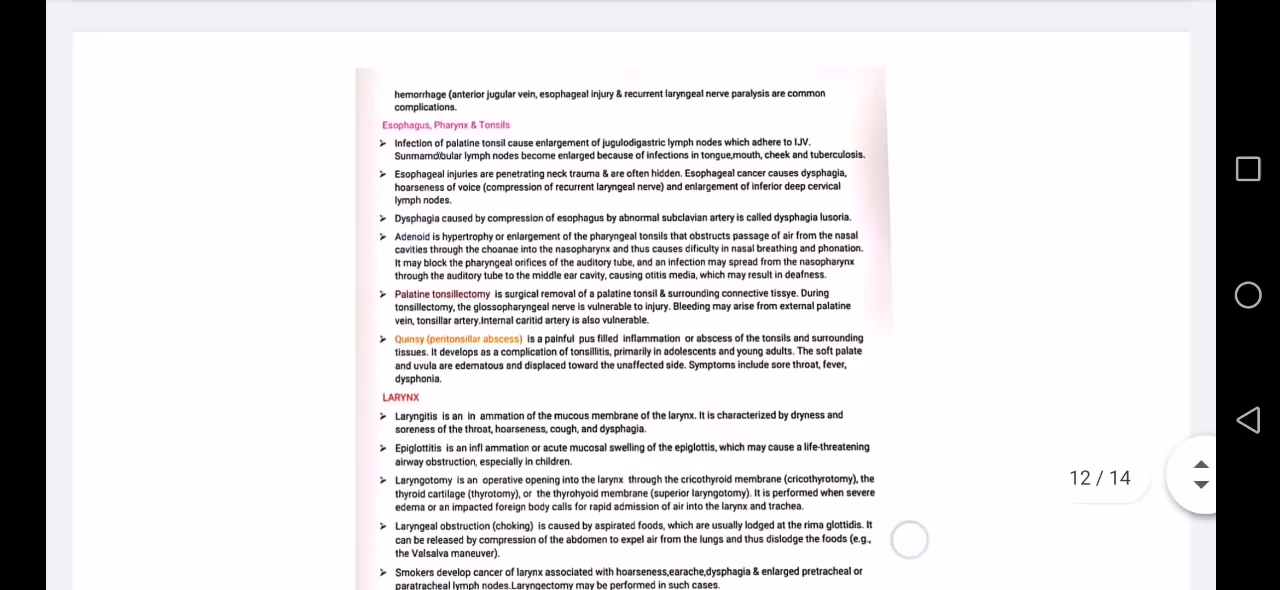 hemorrhage (anterior jugular vein, esophageal injury & recurrent laryngeal nerve paralysis are common
complications.
Esophagus, Pharynx & Tonsils
➢ Infection of palatine tonsil cause enlargement of jugulodigastric lymph nodes which adhere to IJV.
Sunmamdibular lymph nodes become enlarged because of infections in tongue,mouth, cheek and tuberculosis.
➢ Esophageal injuries are penetrating neck trauma & are often hidden. Esophageal cancer causes dysphagia,
hoarseness of voice (compression of recurrent laryngeal nerve) and enlargement of inferior deep cervical
lymph nodes.
➢ Dysphagia caused by compression of esophagus by abnormal subclavian artery is called dysphagia lusoria.
➢ Adenoid is hypertrophy or enlargement of the pharyngeal tonsils that obstructs passage of air from the nasal
cavities through the choanae into the nasopharynx and thus causes dificulty in nasal breathing and phonation.
It may block the pharyngeal orifices of the auditory tube, and an infection may spread from the nasopharynx
through the auditory tube to the middle ear cavity, causing otitis media, which may result in deafness.
➢ Palatine tonsillectomy is surgical removal of a palatine tonsil & surrounding connective tissye. During
tonsillectomy, the glossopharyngeal nerve is vulnerable to injury. Bleeding may arise from external palatine
vein, tonsillar artery.Internal caritid artery is also vulnerable.
➢ Quinsy (peritonsillar abscess) is a painful pus filled inflammation or abscess of the tonsils and surrounding
tissues. It develops as a complication of tonsillitis, primarily in adolescents and young adults. The soft palate
and uvula are edematous and displaced toward the unaffected side. Symptoms include sore throat, fever,
dysphonia.
LARYNX
➢ Laryngitis is an in ammation of the mucous membrane of the larynx. It is characterized by dryness and
soreness of the throat, hoarseness, cough, and dysphagia.
➢ Epiglottitis is an infl ammation or acute mucosal swelling of the epiglottis, which may cause a life-threatening
airway obstruction, especially in children.
➢ Laryngotomy is an operative opening into the larynx through the cricothyroid membrane (cricothyrotomy), the
thyroid cartilage (thyrotomy), or the thyrohyoid membrane (superior laryngotomy). It is performed when severe
edema or an impacted foreign body calls for rapid admission of air into the larynx and trachea.
➢ Laryngeal obstruction (choking) is caused by aspirated foods, which are usually lodged at the rima glottidis. It
can be released by compression of the abdomen to expel air from the lungs and thus dislodge the foods (e.g.,
the Valsalva maneuver).
➢ Smokers develop cancer of larynx associated with hoarseness,earache,dysphagia & enlarged pretracheal or
paratracheal lymph nodes.Laryngectomy may be performed in such cases.
12 / 14